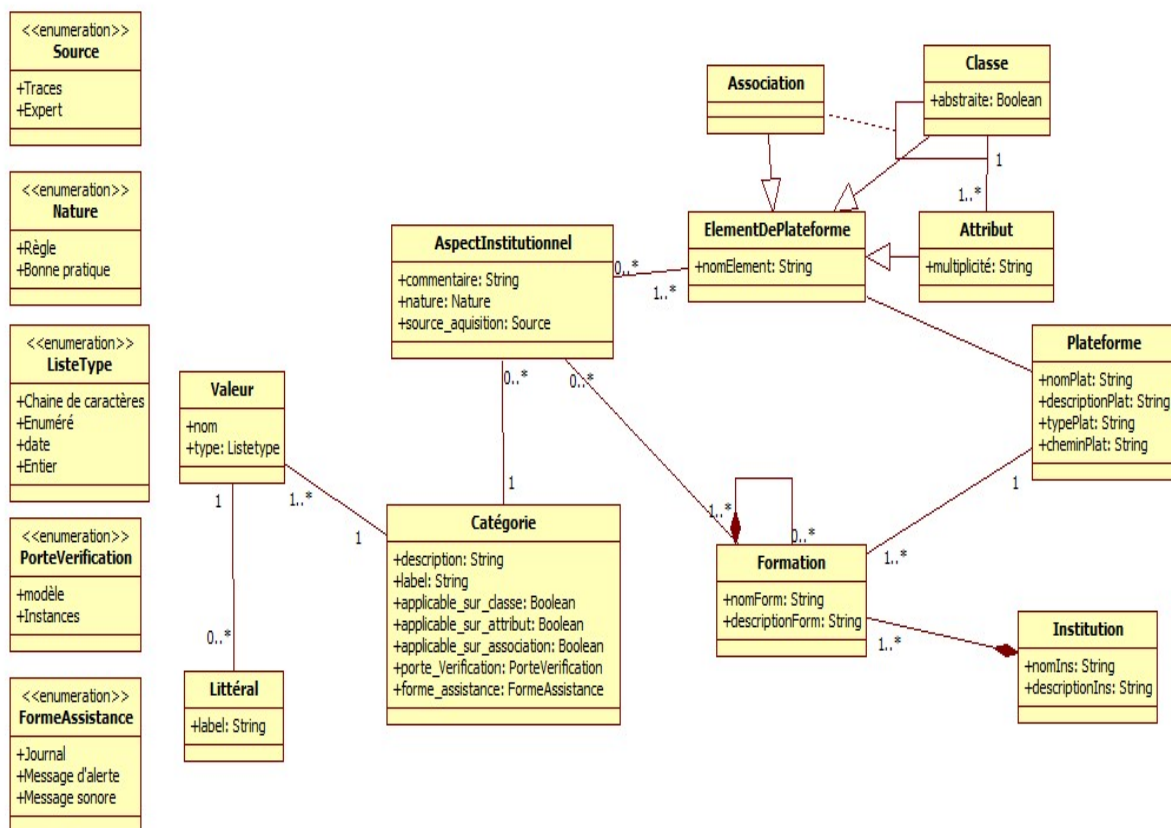 <<enumeration>>
Source
+Traces
+Expert
<<enumeration>>
Nature
+Règle
+Bonne pratique
<<enumeration>>
ListeType
+Chaine de caractères
+Enuméré
+date
+Entier
<<enumeration>>
PorteVerification
+modèle
+Instances
<<enumeration>>
FormeAssistance
+Journal
+Message d'alerte
+Message sonore
Association
Classe
+abstraite: Boolean
1
1..*
ElementDePlateforme
+nomElement: String
Attribut
+multiplicité: String
AspectInstitutionnel
+commentaire: String
+nature: Nature
+source_aquisition: Source
0..*
1..*
0..*
0..*
Plateforme
+nomPlat: String
+descriptionPlat: String
+typePlat: String
+cheminPlat: String
1
Valeur
+nom
+type: Listetype
1
1..*
1
1
Catégorie
+description: String
+label: String
+applicable_sur_classe: Boolean
+applicable_sur_attribut: Boolean
+applicable_sur_association: Boolean
+porte_Verification: PorteVerification
+forme_assistance: FormeAssistance
1..*
0..*
1..*
Formation
+nomForm: String
+descriptionForm: String
1..*
Institution
+nomIns: String
+descriptionIns: String
0..*
Littéral
+label: String